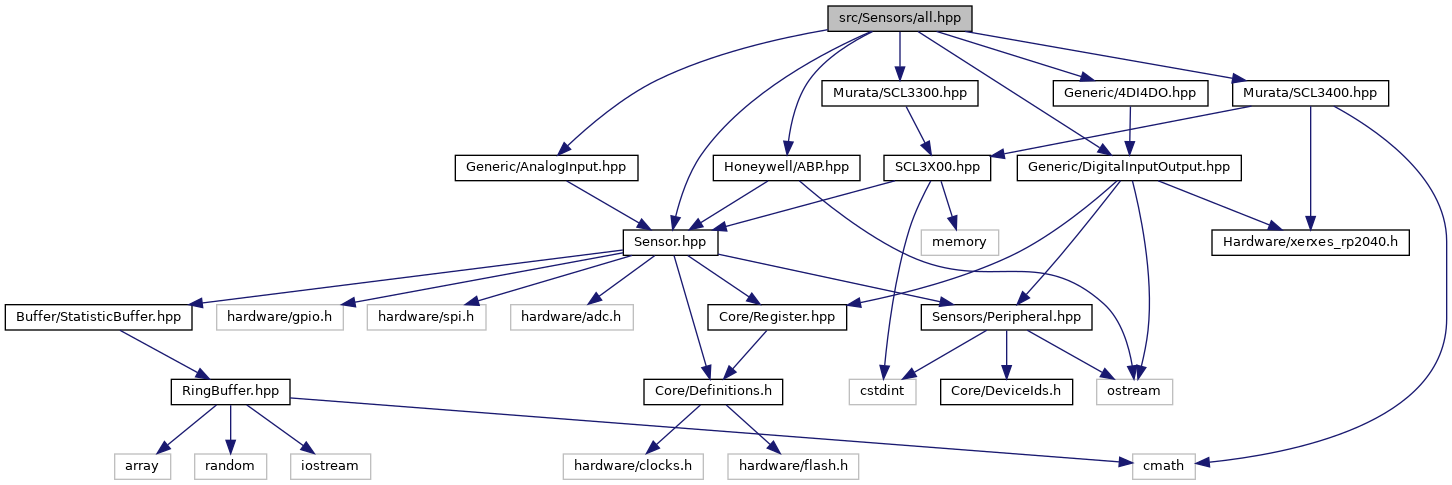 src/Sensors/all.hpp
Murata/SCL3300.hpp
Generic/4DI4DO.hpp
Murata/SCL3400.hpp
Generic/AnalogInput.hpp
Honeywell/ABP.hpp
SCL3X00.hpp
Generic/DigitalInputOutput.hpp
Sensor.hpp
memory
Hardware/xerxes_rp2040.h
Buffer/StatisticBuffer.hpp
hardware/gpio.h
hardware/spi.h
hardware/adc.h
Core/Register.hpp
Sensors/Peripheral.hpp
RingBuffer.hpp
Core/Definitions.h
cstdint
Core/DeviceIds.h
ostream
array
random
iostream
hardware/clocks.h
hardware/flash.h
cmath